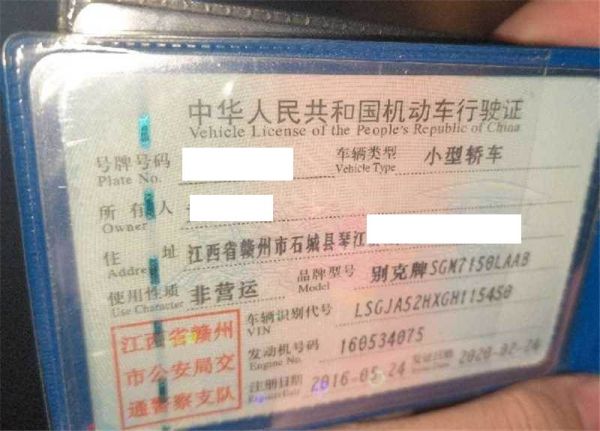 中华人民共和国机动车行驶证
Vehicle License of the People's Republic of China
号牌号码
Plate No.
车辆类型 小型轿车
Vehicle Type
所有人
Owner
住 址 江西省赣州市石城县琴江
Address
使用性质 非营运
Use Character
品牌型号 别克牌SGM7150LAAB
Model
车辆识别代号 LSGJA52HXGH115450
VIN
发动机号码 160534075
Engine No.
注册日期 2016-05-24 发证日期 2020-02-24
江西省赣州
市公安局交
通警察支队